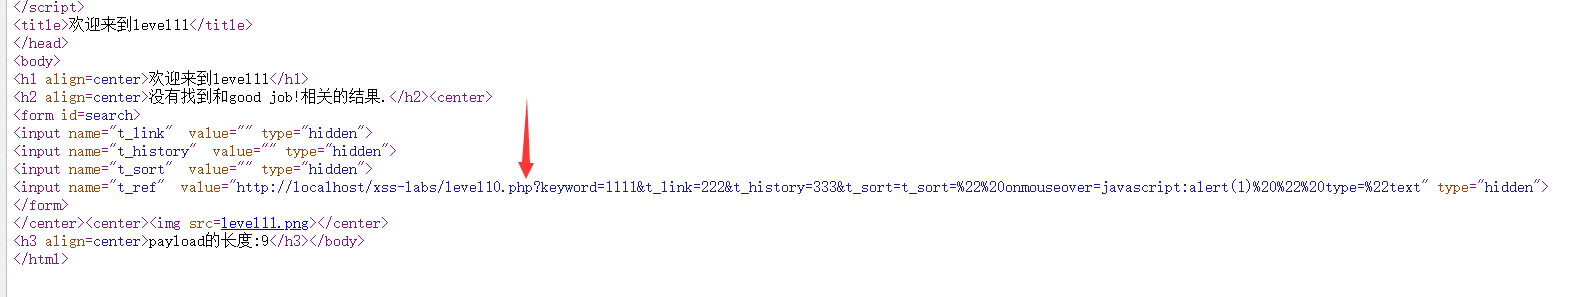 </script>
<title>欢迎来到level11</title>
</head>
<body>
<h1 align=center>欢迎来到level11</h1>
<h2 align=center>没有找到和good job!相关的结果.</h2><center>
<form id=search>
<input name="t_link"  value="" type="hidden">
<input name="t_history"  value="" type="hidden">
<input name="t_sort"  value="" type="hidden">
<input name="t_ref"  value="http://localhost/xss-labs/level10.php?keyword=1111&t_link=222&t_history=333&t_sort=t_sort=%22%20onmouseover=javascript:alert(1)%20%22%20type=%22text" type="hidden">
</form>
</center><center><img src=level11.png></center>
<h3 align=center>payload的长度:9</h3></body>
</html>